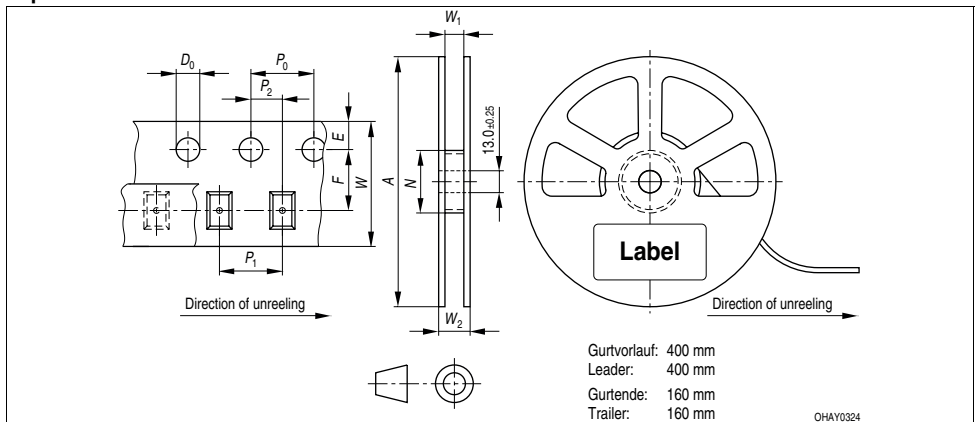 W1
D0
P0
P2
E
F
W
A
N
13.0±0.25
Label
P1
Direction of unreeling
W2
Direction of unreeling
Gurtvorlauf: 400 mm
Leader: 400 mm
Gurtende: 160 mm
Trailer: 160 mm
OHAY0324